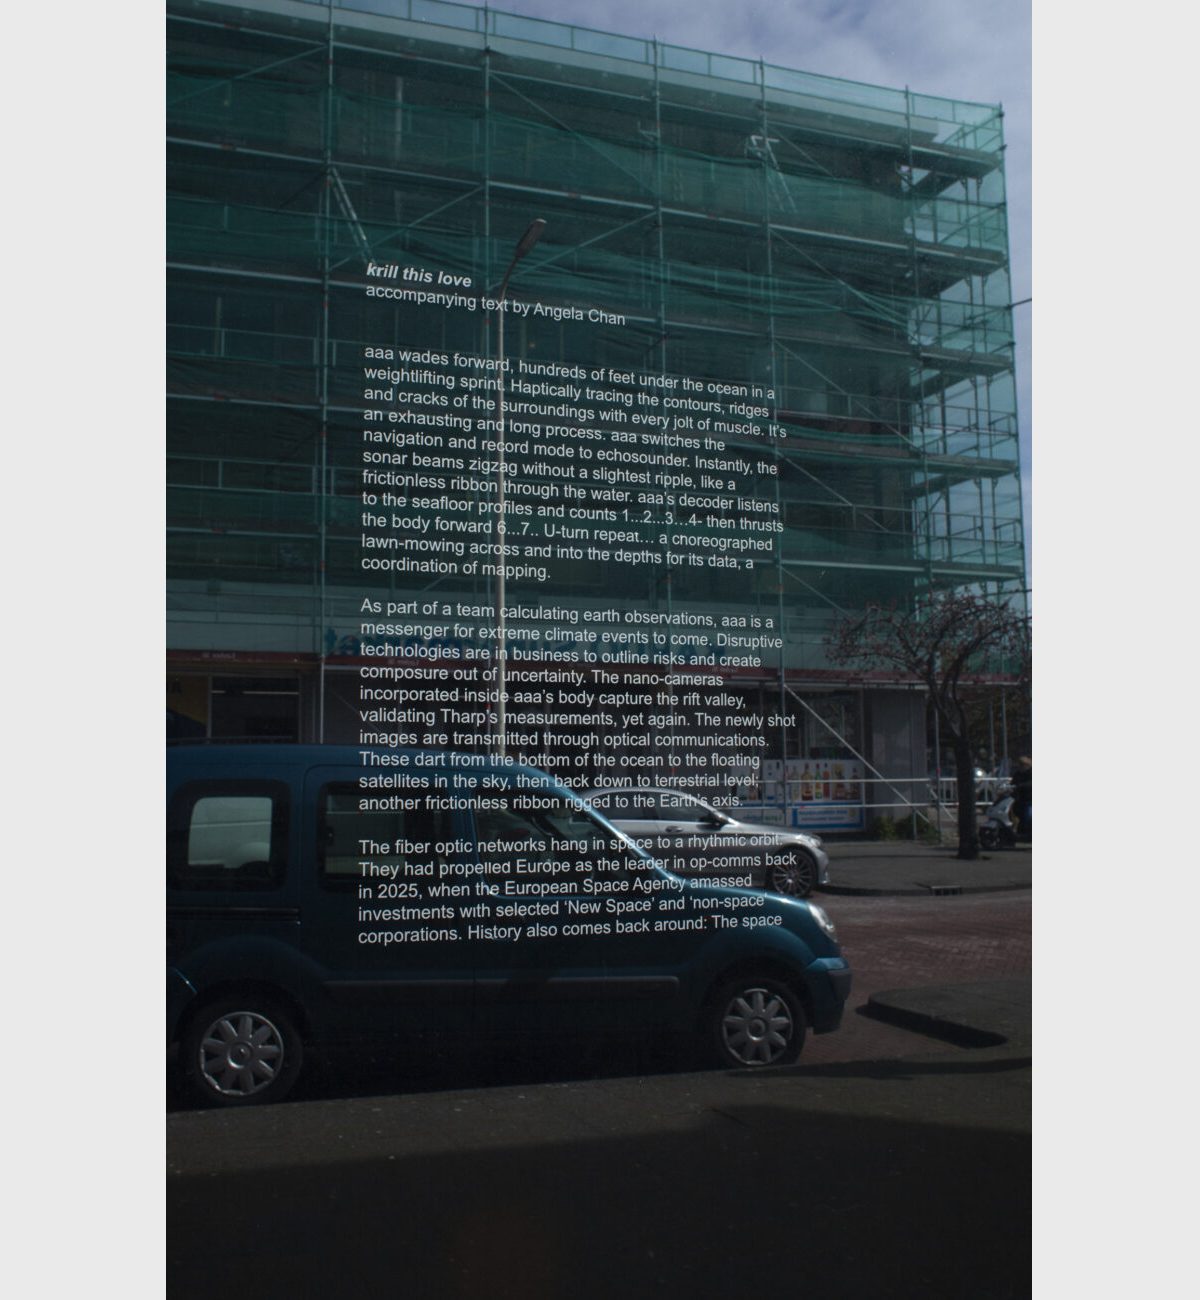 krill this love
accompanying text by Angela Chan
aaa wades forward, hundreds of feet under the ocean in a
weightlifting sprint. Haptically tracing the contours, ridges
and cracks of the surroundings with every jolt of muscle. It's
an exhausting and long process. aaa switches the
navigation and record mode to echosounder. Instantly, the
sonar beams zigzag without a slightest ripple, like a
frictionless ribbon through the water. aaa's decoder listens
to the seafloor profiles and counts 1...2...3...4- then thrusts
the body forward 6...7.. U-turn repeat... a choreographed
lawn-mowing across and into the depths for its data, a
coordination of mapping.
As part of a team calculating earth observations, aaa is a
messenger for extreme climate events to come. Disruptive
technologies are in business to outline risks and create
composure out of uncertainty. The nano-cameras
incorporated inside aaa's body capture the rift valley,
validating Tharp's measurements, yet again. The newly shot
images are transmitted through optical communications.
These dart from the bottom of the ocean to the floating
satellites in the sky, then back down to terrestrial level;
another frictionless ribbon rigged to the Earth's axis.
The fiber optic networks hang in space to a rhythmic orbit.
They had propelled Europe as the leader in op-comms back
in 2025, when the European Space Agency amassed
investments with selected 'New Space' and 'non-space'
corporations. History also comes back around: The space